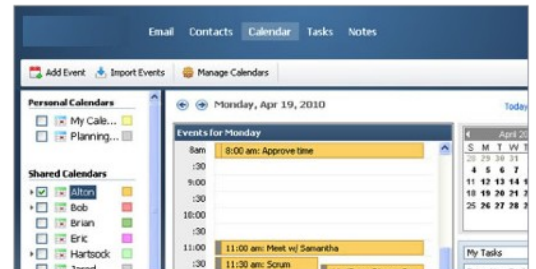 Email Contacts Calendar Tasks Notes
Add Event Import Events Manage Calendars
Personal Calendars
My Cale...
Planning...
Shared Calendars
Alton
Bob
Brian
Eric
Hartsock
Jared
Monday, Apr 19, 2010
Today
Events for Monday
8am 8:00 am: Approve time
:30
9:00
:30
10:00
:30
11:00 11:00 am: Meet w/ Samantha
:30 11:30 am: Scrum
April 20
S M T W T
28 29 30 31
4 5 6 7
11 12 13 14 1
18 19 20 21 2
25 26 27 28 2
My Tasks